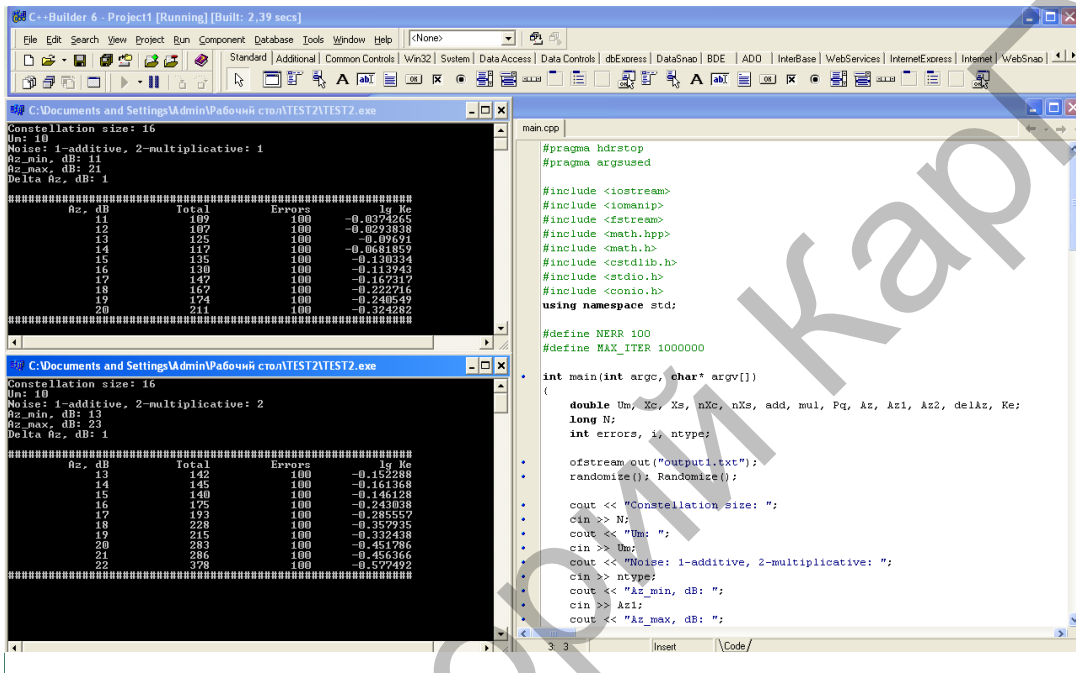 C++Builder 6 - Project1 [Running] [Built: 2,39 secs]
File Edit Search View Project Run Component Database Tools Window Help <None>
Standard Additional Common Controls Win32 System Data Access Data Controls dbExpress DataSnap BDE ADO InterBase WebServices InternetExpress Internet WebSnap
C:\Documents and Settings\Admin\Рабочий стол\TEST2\TEST2.exe
Constellation size: 16
Um: 10
Noise: 1-additive, 2-multiplicative: 1
Az_min, dB: 11
Az_max, dB: 21
Delta Az, dB: 1
Az, dB Total Errors lg Ke
11 109 100 -0.0374265
12 107 100 -0.0293838
13 125 100 -0.09691
14 117 100 -0.0681859
15 135 100 -0.130334
16 130 100 -0.113943
17 147 100 -0.167317
18 167 100 -0.222716
19 174 100 -0.240549
20 211 100 -0.324282
C:\Documents and Settings\Admin\Рабочий стол\TEST2\TEST2.exe
Constellation size: 16
Um: 10
Noise: 1-additive, 2-multiplicative: 2
Az_min, dB: 13
Az_max, dB: 23
Delta Az, dB: 1
Az, dB Total Errors lg Ke
13 142 100 -0.152288
14 145 100 -0.161368
15 140 100 -0.146128
16 175 100 -0.243038
17 193 100 -0.285557
18 228 100 -0.357935
19 215 100 -0.332438
20 283 100 -0.451786
21 286 100 -0.456366
22 378 100 -0.577492
main.cpp
#pragma hdrstop
#pragma argsused
#include <iostream>
#include <iomanip>
#include <fstream>
#include <math.hpp>
#include <math.h>
#include <cstdlib.h>
#include <stdio.h>
#include <conio.h>
using namespace std;
#define NERR 100
#define MAX_ITER 1000000
int main(int argc, char* argv[])
{
double Um, Xc, Xs, nXc, nXs, add, mul, Pq, Az, Az1, Az2, delAz, Ke;
long N;
int errors, i, ntype;
ofstream out("output1.txt");
randomize(); Randomize();
cout << "Constellation size: ";
cin >> N;
cout << "Um: ";
cin >> Um;
cout << "Noise: 1-additive, 2-multiplicative: ";
cin >> ntype;
cout << "Az_min, dB: ";
cin >> Az1;
cout << "Az_max, dB: ";
3: 3 Insert \Code/